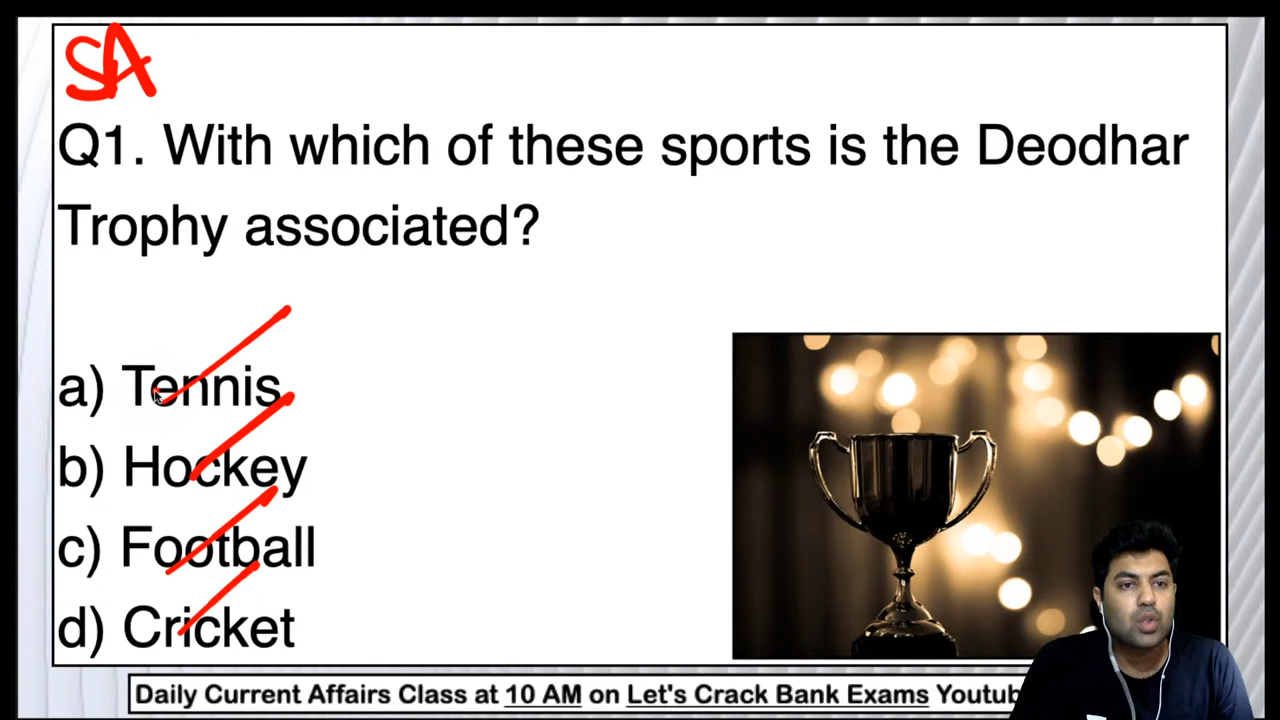 SA
Q1. With which of these sports is the Deodhar
Trophy associated?
a) Tennis
b) Hockey
c) Football
d) Cricket
Daily Current Affairs Class at 10 AM on Let's Crack Bank Exams Youtub